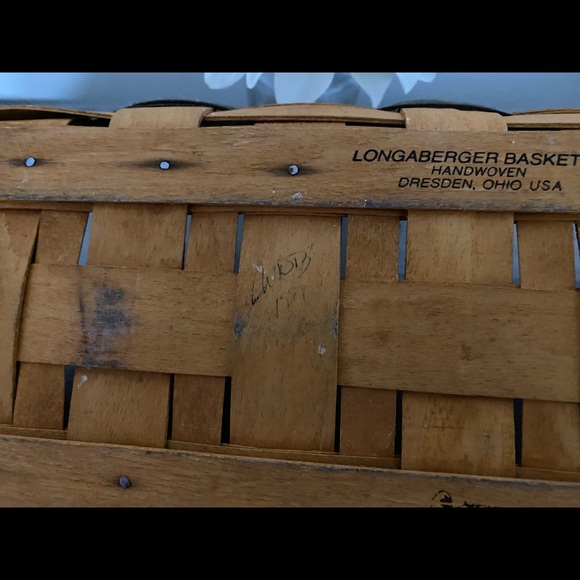 LONGABERGER BASKET
HANDWOVEN
DRESDEN, OHIO USA